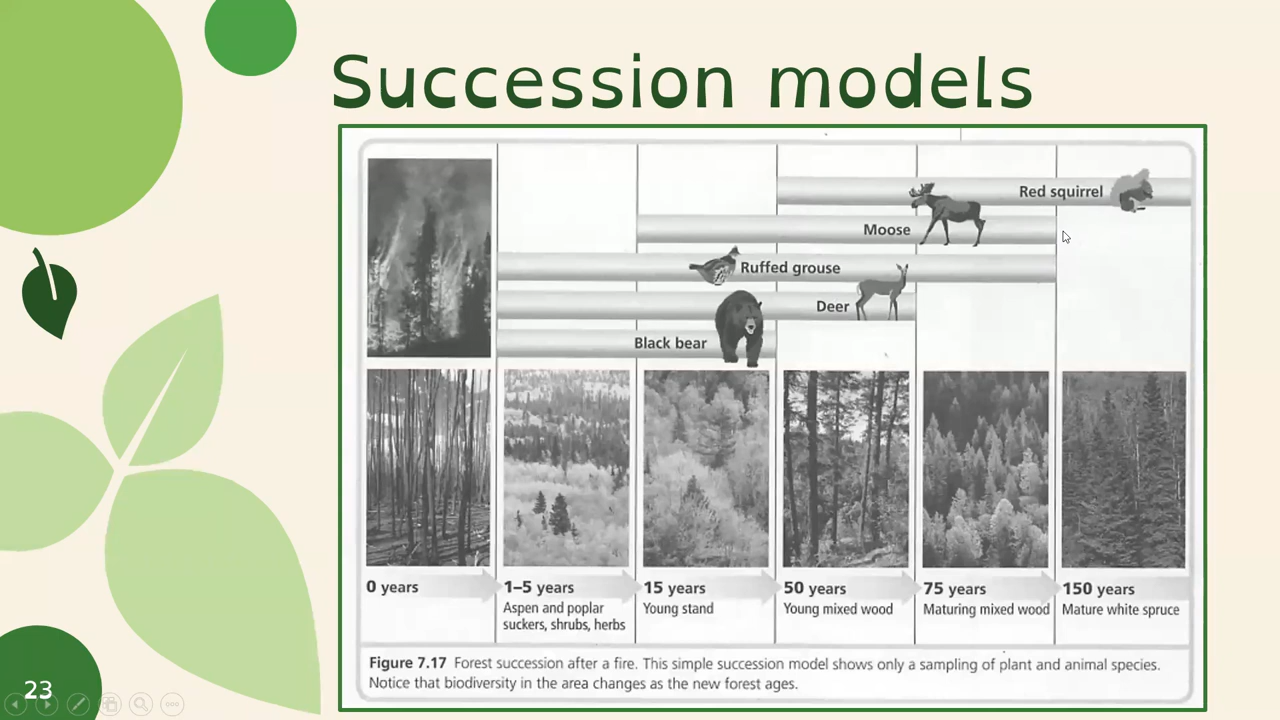 Succession models
Red squirrel
Moose
Ruffed grouse
Deer
Black bear
0 years
1–5 years
Aspen and poplar
suckers, shrubs, herbs
15 years
Young stand
50 years
Young mixed wood
75 years
Maturing mixed wood
150 years
Mature white spruce
Figure 7.17 Forest succession after a fire. This simple succession model shows only a sampling of plant and animal species.
Notice that biodiversity in the area changes as the new forest ages.
23